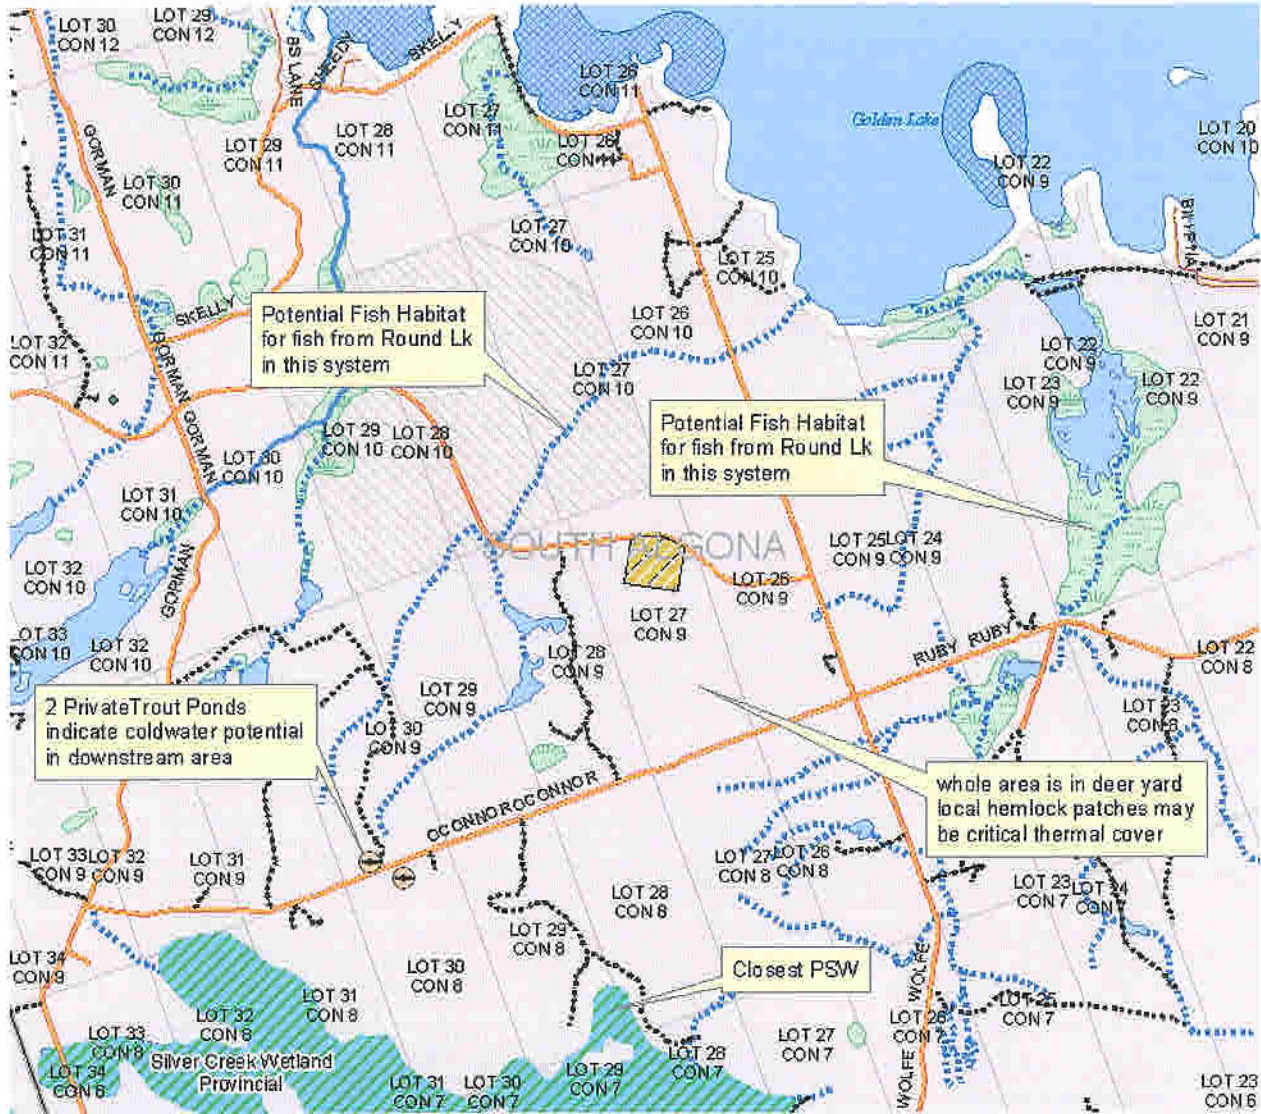 LOT 30
CON 12
LOT 29
CON 12
BS LANE
SKELLY
SKELLY
LOT 26
CON 11
LOT 27
CON 11
LOT 28
CON 11
LOT 29
CON 11
LOT 26
Golden Lake
LOT 20
CON 10
LOT 22
CON 9
GORMAN
LOT 30
CON 11
LOT 31
CON 11
LOT 27
CON 10
LOT 25
CON 10
Potential Fish Habitat
for fish from Round Lk
in this system
SKELLY
LOT 26
CON 10
LOT 21
CON 9
LOT 32
CON 11
GORMAN GORMAN
LOT 27
CON 10
LOT 22
CON 9
LOT 23
CON 9
LOT 22
CON 9
Potential Fish Habitat
for fish from Round Lk
in this system
LOT 29
CON 10
LOT 28
CON 10
LOT 30
CON 10
LOT 31
CON 10
LOT 25
CON 9
LOT 24
CON 9
LOT 32
CON 10
GORMAN
LOT 26
CON 9
LOT 27
CON 9
LOT 33
CON 10
LOT 32
CON 10
RUBY RUBY
LOT 28
CON 9
LOT 22
CON 8
LOT 29
CON 9
2 PrivateTrout Ponds
indicate coldwater potential
in downstream area
LOT 30
CON 9
LOT 23
whole area is in deer yard
local hemlock patches may
be critical thermal cover
OCONNOROCONNOR
LOT 33
CON 9
LOT 32
CON 9
LOT 31
CON 9
LOT 27
CON 8
LOT 26
CON 8
LOT 28
CON 8
LOT 23
CON 7
LOT 24
LOT 29
CON 8
LOT 34
CON 9
LOT 30
CON 8
Closest PSW
WOLFE WOLFE
LOT 31
CON 8
LOT 32
CON 8
LOT 33
CON 8
LOT 25
CON 7
LOT 26
CON 7
LOT 27
CON 7
Silver Creek Wetland
Provincial
LOT 28
CON 7
LOT 29
CON 7
LOT 34
LOT 31
CON 7
LOT 30
CON 7
LOT 23
CON 6